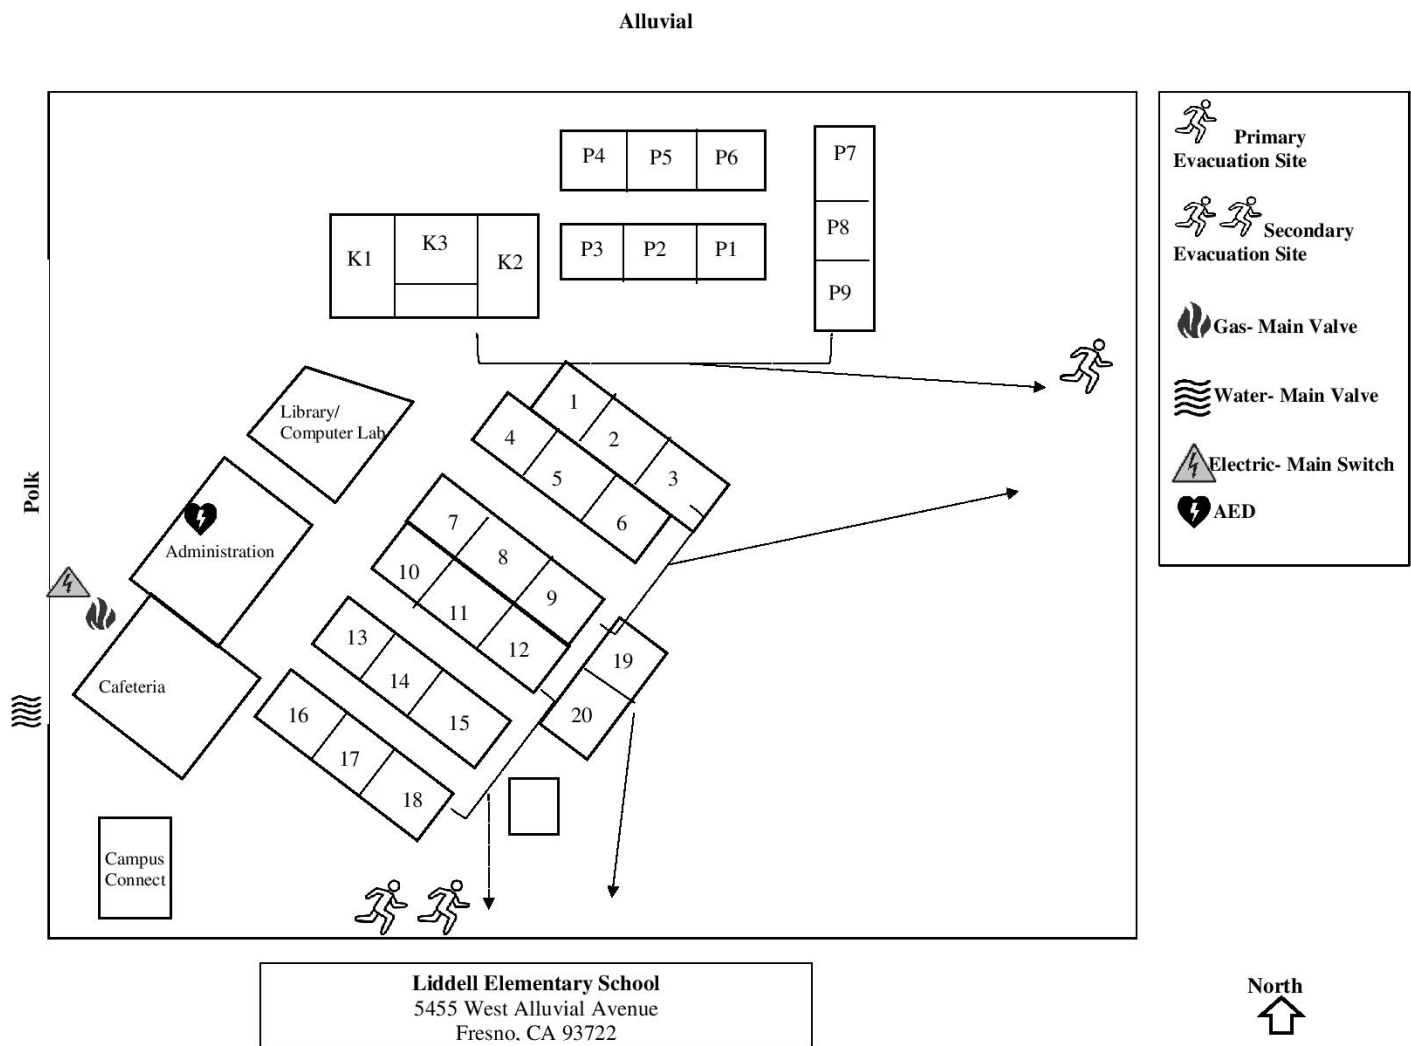 Alluvial
P4 P5 P6
P7
P3 P2 P1
P8
P9
K1 K3 K2
Primary
Evacuation Site
Secondary
Evacuation Site
Gas- Main Valve
Water- Main Valve
Electric- Main Switch
AED
Polk
Library/
Computer Lab
Administration
Cafeteria
Campus
Connect
1
2
3
4
5
6
7
8
9
10
11
12
13
14
15
16
17
18
19
20
Liddell Elementary School
5455 West Alluvial Avenue
Fresno, CA 93722
North